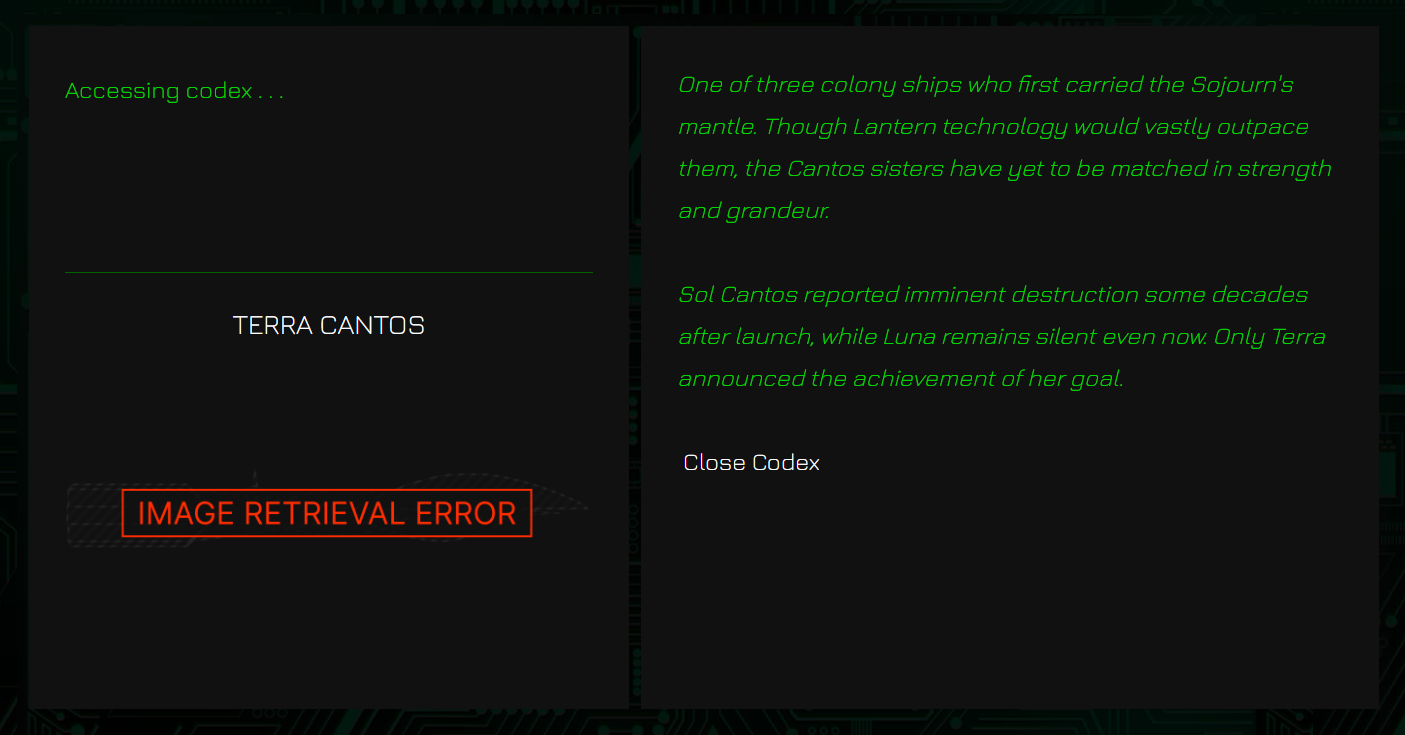 Accessing codex . . .
TERRA CANTOS
IMAGE RETRIEVAL ERROR
One of three colony ships who first carried the Sojourn's
mantle. Though Lantern technology would vastly outpace
them, the Cantos sisters have yet to be matched in strength
and grandeur.
Sol Cantos reported imminent destruction some decades
after launch, while Luna remains silent even now. Only Terra
announced the achievement of her goal.
Close Codex